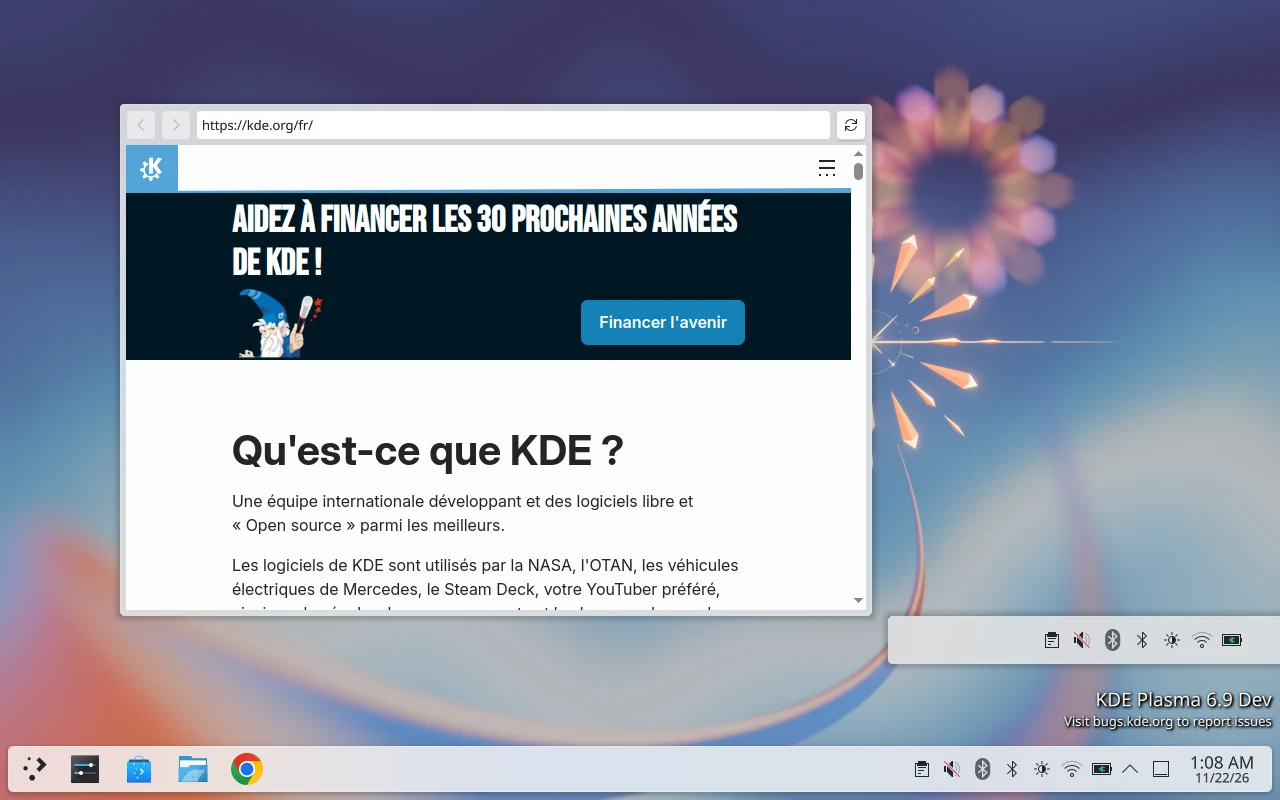 https://kde.org/fr/
AIDEZ À FINANCER LES 30 PROCHAINES ANNÉES
DE KDE !
Financer l'avenir
Qu'est-ce que KDE ?
Une équipe internationale développant et des logiciels libre et
« Open source » parmi les meilleurs.
Les logiciels de KDE sont utilisés par la NASA, l'OTAN, les véhicules
électriques de Mercedes, le Steam Deck, votre YouTuber préféré,
KDE Plasma 6.9 Dev
Visit bugs.kde.org to report issues
1:08 AM
11/22/26